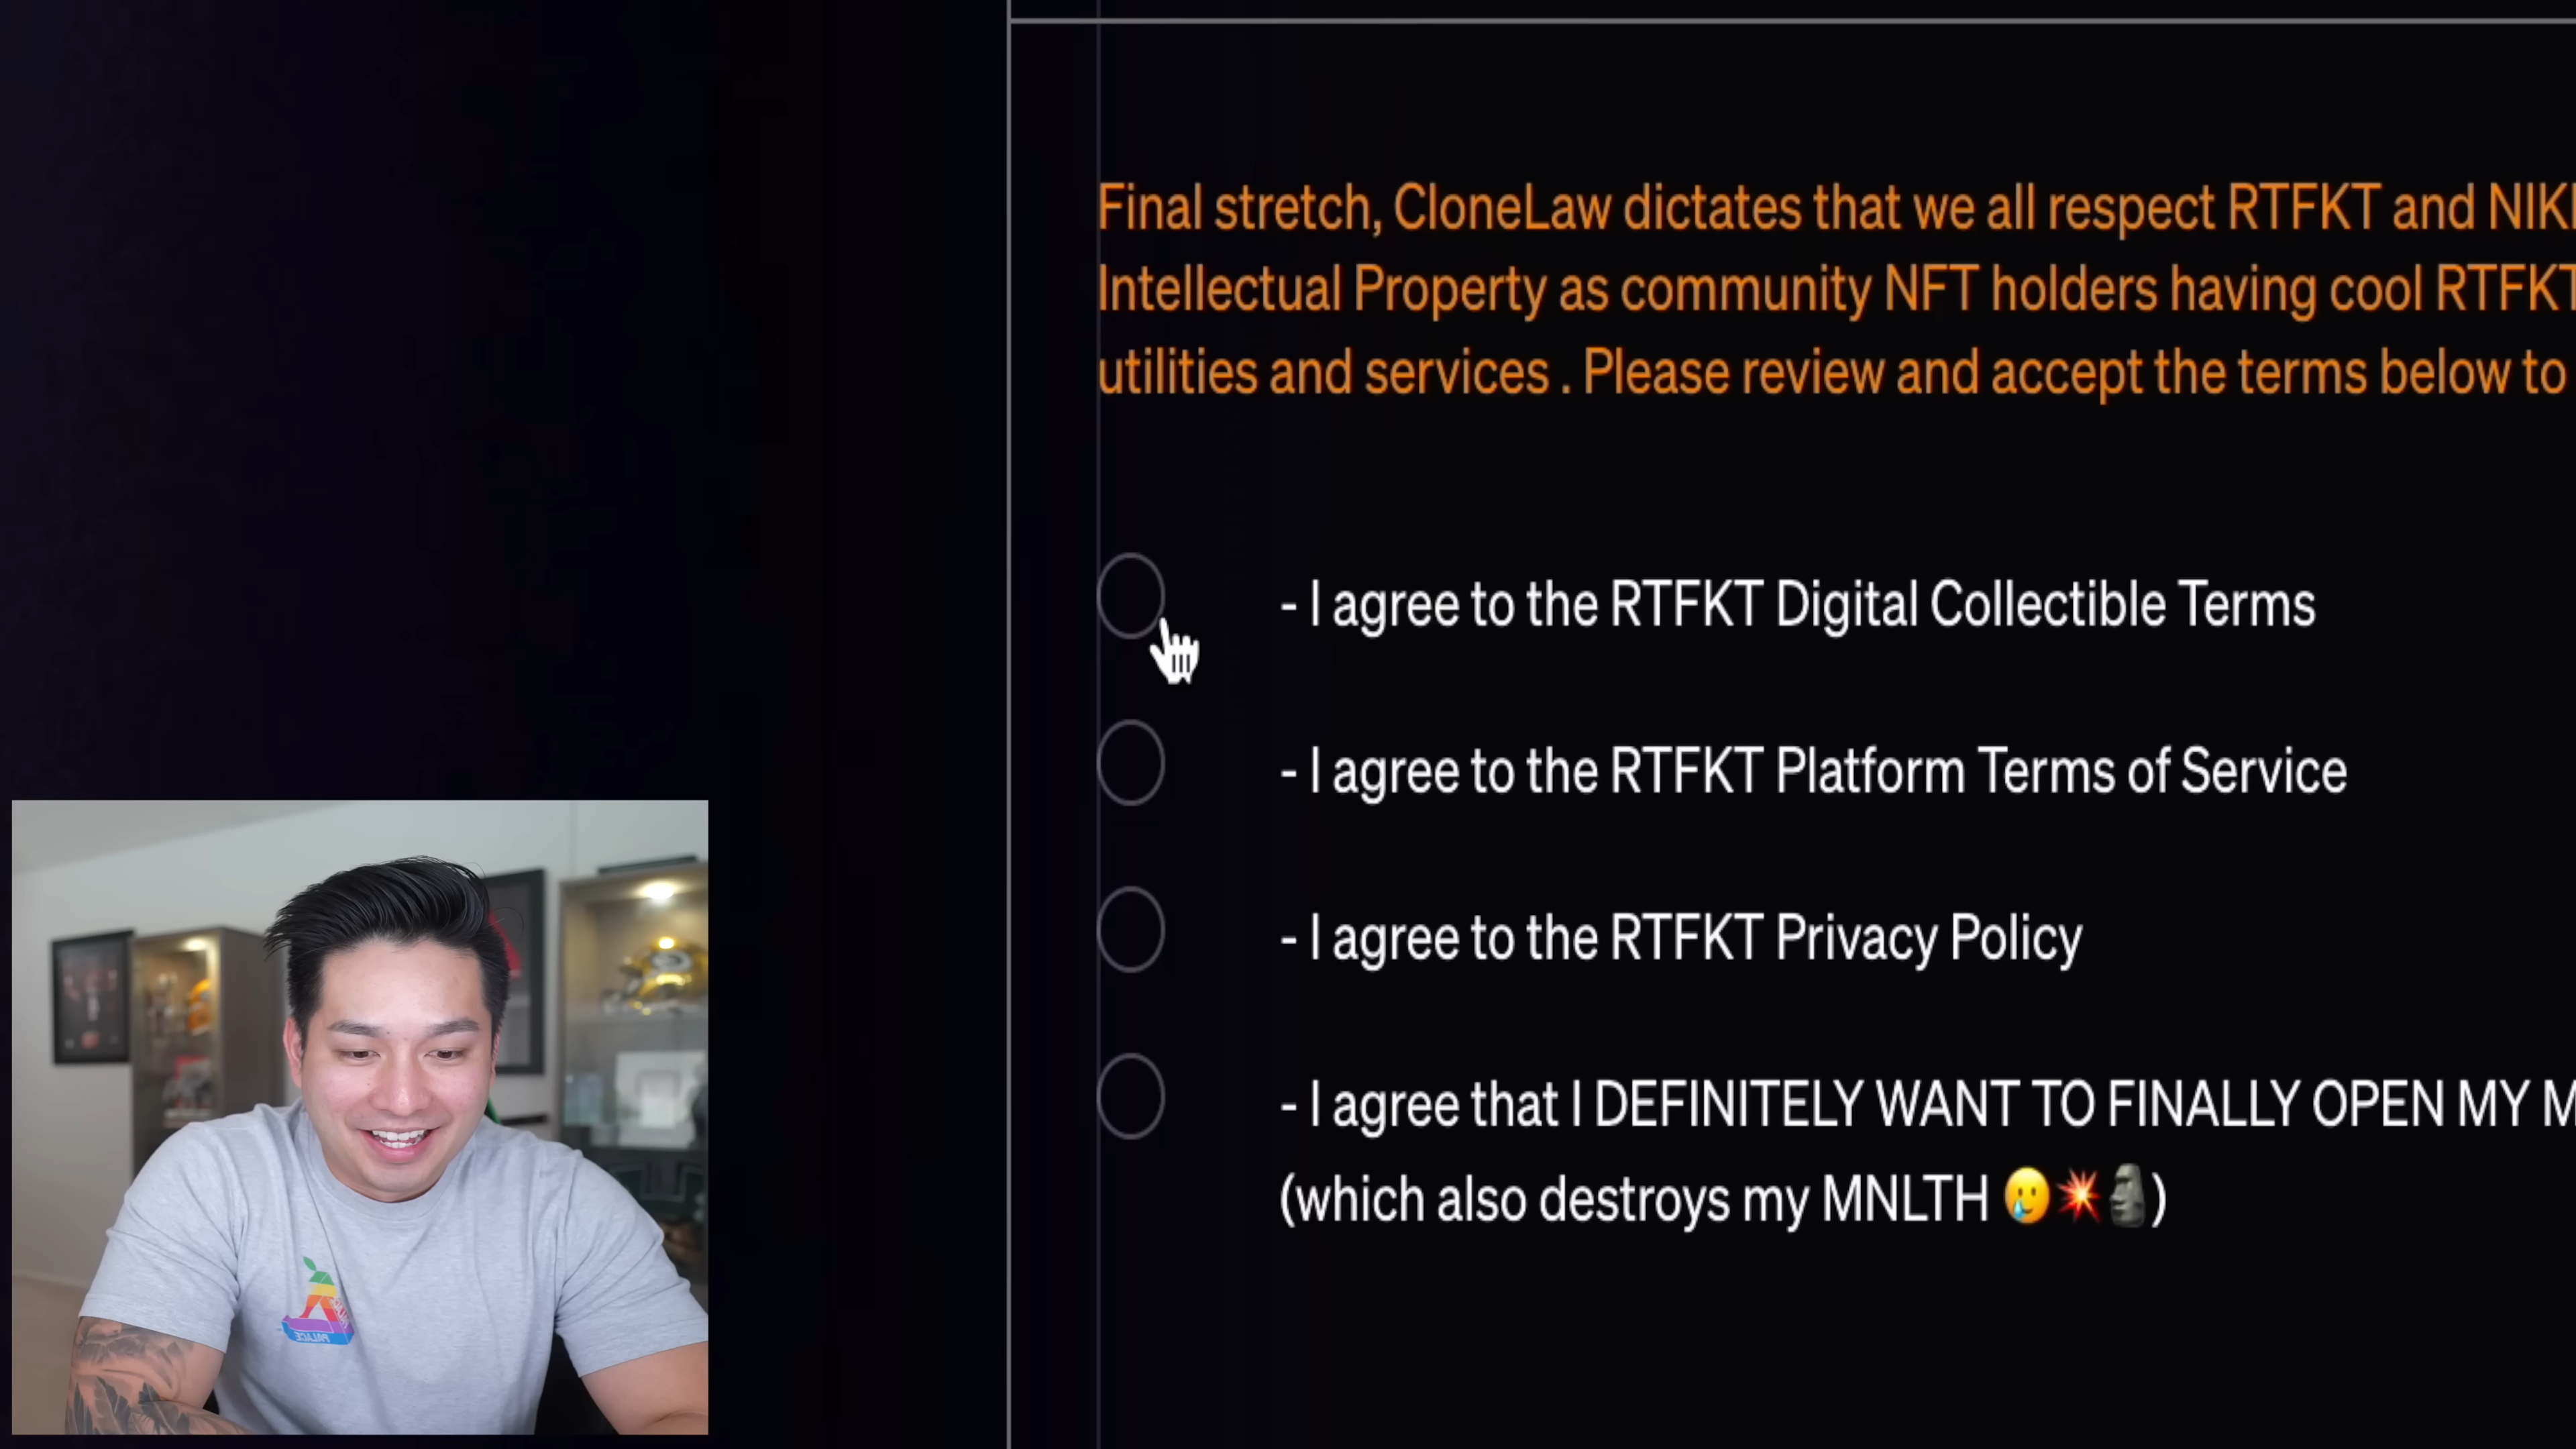 Final stretch, CloneLaw dictates that we all respect RTFKT and
Intellectual Property as community NFT holders having cool RTFKT
utilities and services . Please review and accept the terms below to
- I agree to the RTFKT Digital Collectible Terms
- I agree to the RTFKT Platform Terms of Service
- I agree to the RTFKT Privacy Policy
- I agree that I DEFINITELY WANT TO FINALLY OPEN MY
(which also destroys my MNLTH 🥲💥🗿)
PALACE